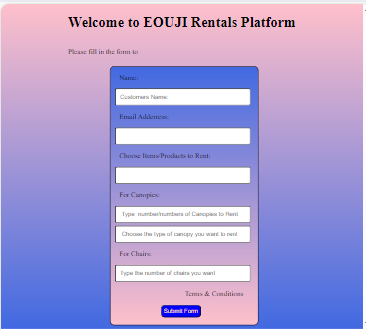 Welcome to EOUJI Rentals Platform
Please fill in the form to
Name:
Customers Name:
Email Adderess:
Choose Items/Products to Rent:
For Canopies:
Type number/numbers of Canopies to Rent
Choose the type of canopy you want to rent
For Chairs:
Type the number of chairs you want
Terms & Conditions
Submit Form